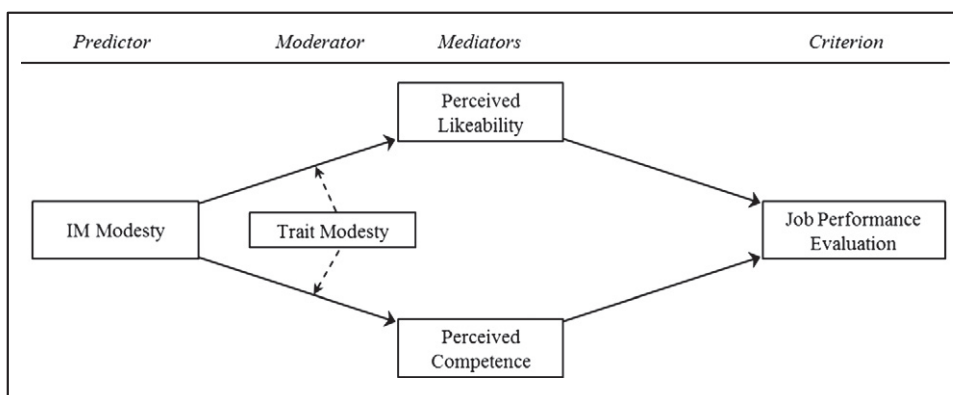 Predictor Moderator Mediators Criterion
Perceived
Likeability
IM Modesty
Trait Modesty
Job Performance
Evaluation
Perceived
Competence